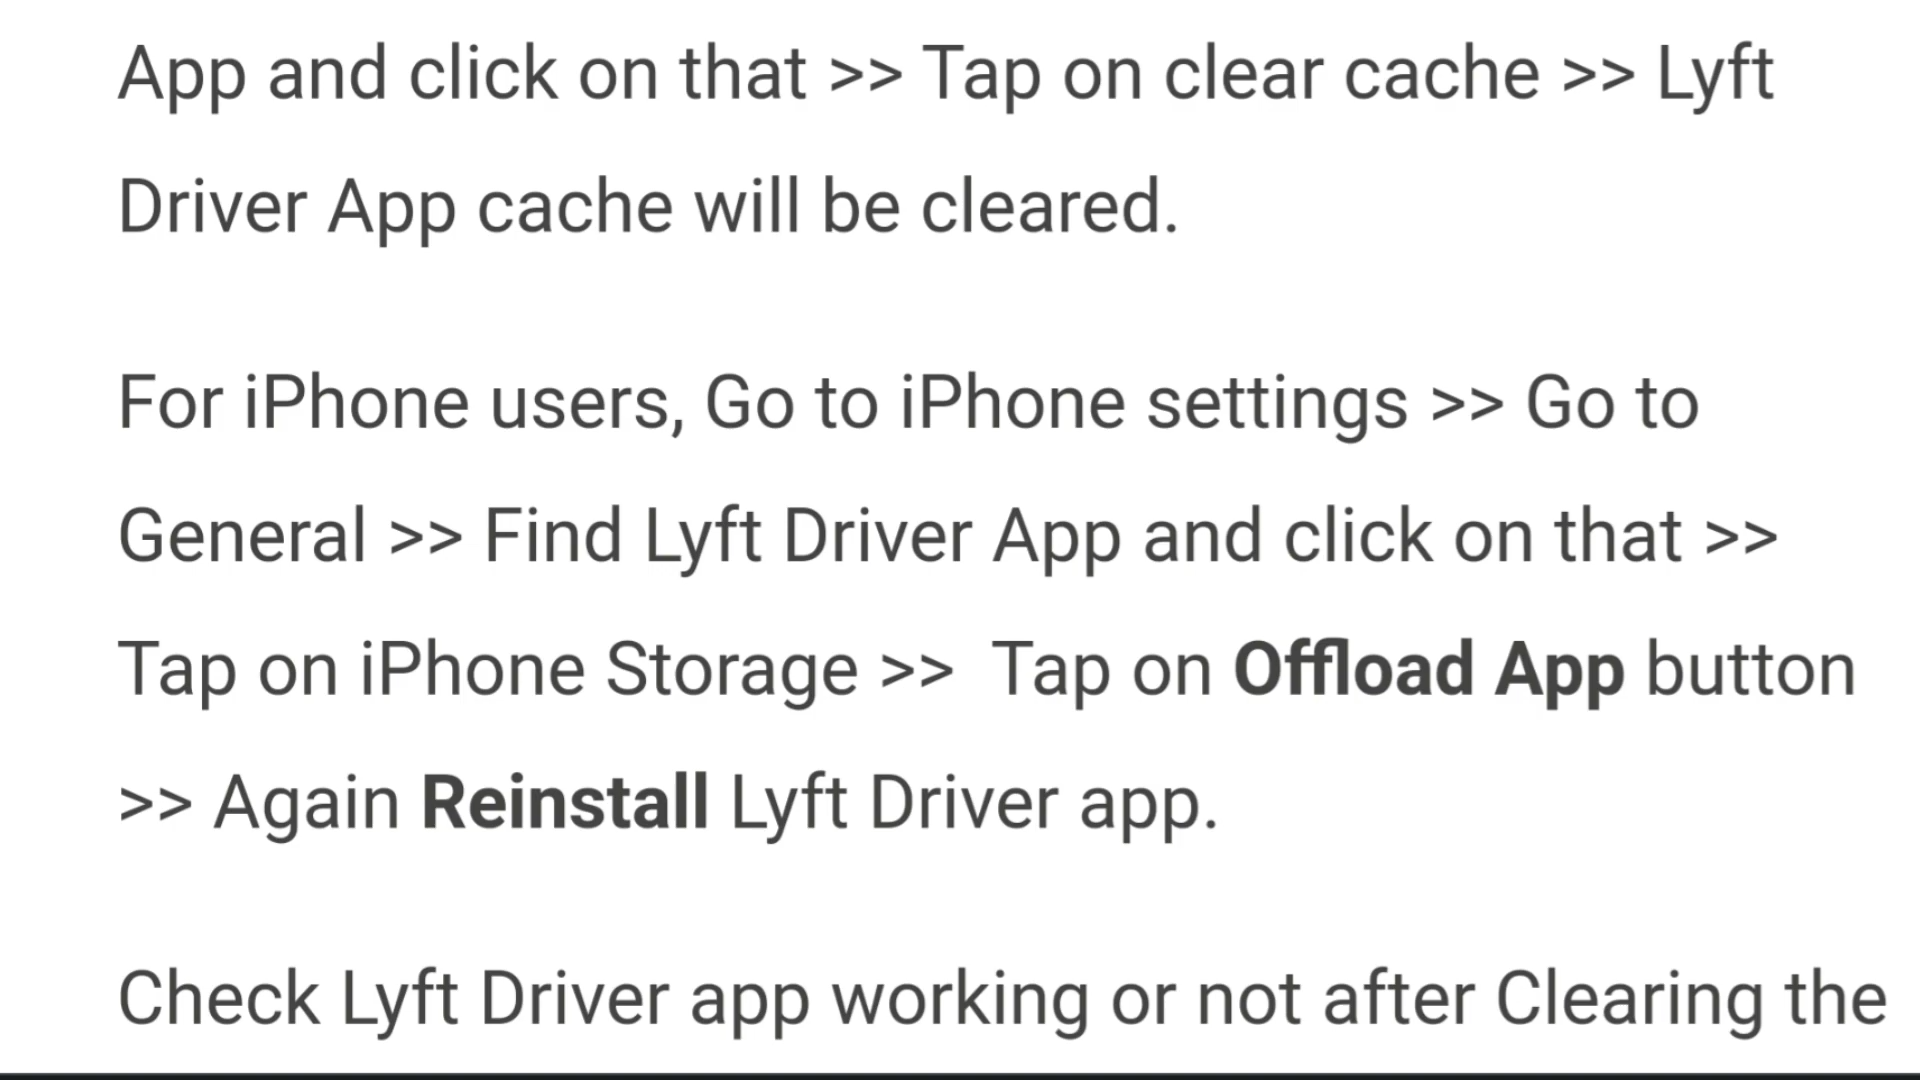 App and click on that >> Tap on clear cache >> Lyft
Driver App cache will be cleared.
For iPhone users, Go to iPhone settings >> Go to
General >> Find Lyft Driver App and click on that >>
Tap on iPhone Storage >>  Tap on Offload App button
>> Again Reinstall Lyft Driver app.
Check Lyft Driver app working or not after Clearing the